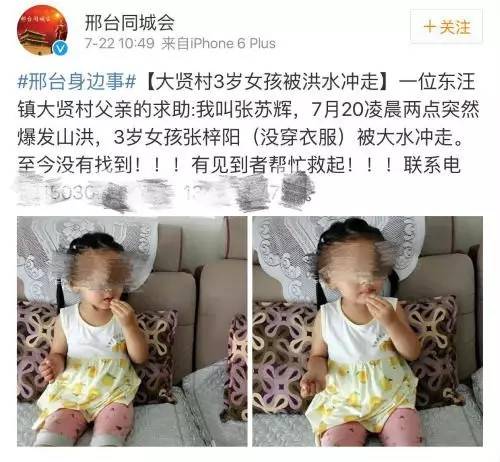 邢台同城会
7-22 10:49 来自iPhone 6 Plus
+关注
#邢台身边事#【大贤村3岁女孩被洪水冲走】一位东汪
镇大贤村父亲的求助:我叫张苏辉，7月20凌晨两点突然
爆发山洪，3岁女孩张梓阳（没穿衣服）被大水冲走。
至今没有找到！！！有见到者帮忙救起！！！联系电